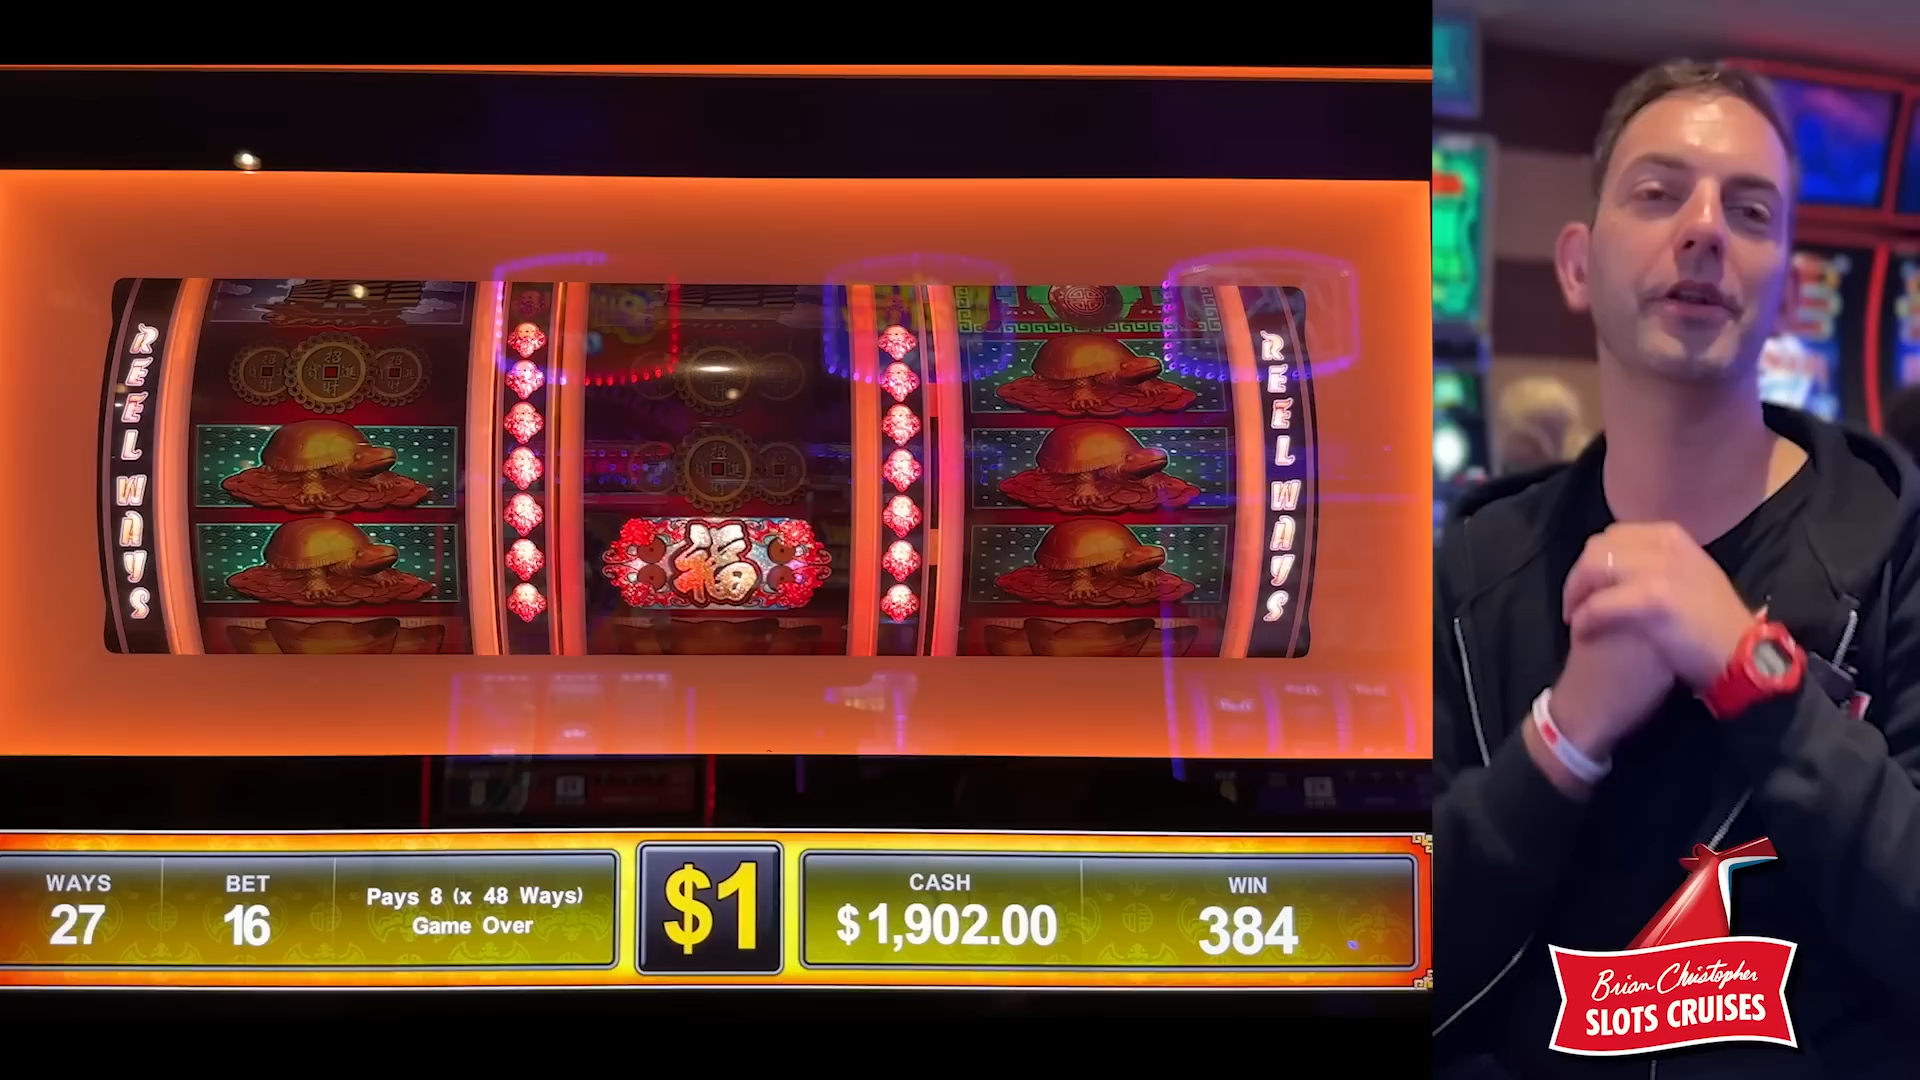 REEL WAYS
福
REEL WAYS
WAYS
27
BET
16
Pays 8 (x 48 Ways)
Game Over
$1
CASH
$1,902.00
WIN
384
Brian Christopher
SLOTS CRUISES